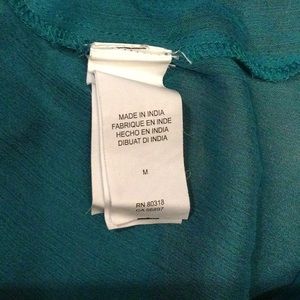 MADE IN INDIA
FABRIQUE EN INDE
HECHO EN INDIA
DIBUAT DI INDIA
M
RN 80318
CA 56897